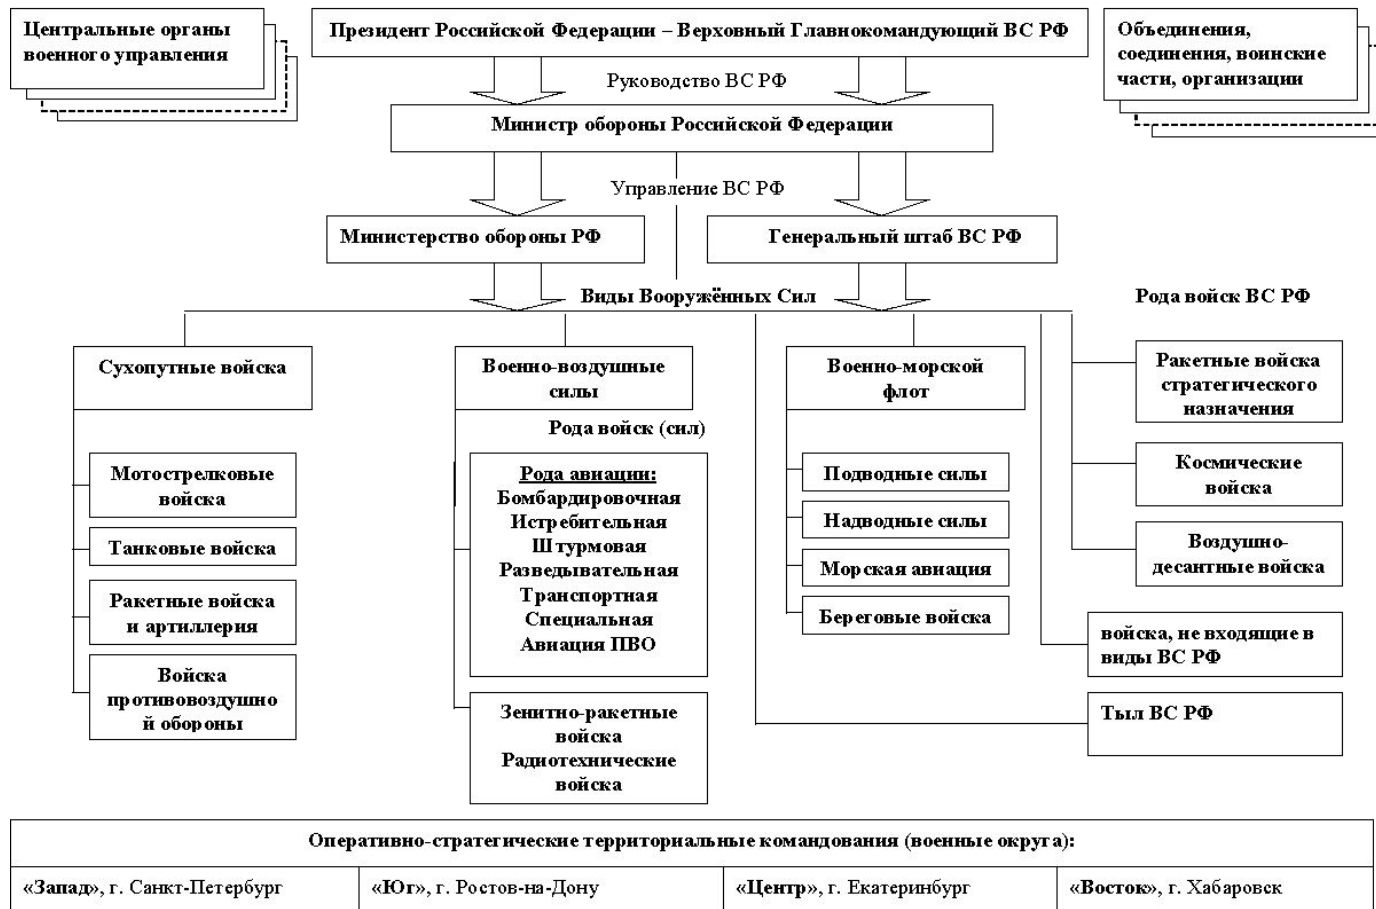 Центральные органы
военного управления
Президент Российской Федерации – Верховный Главнокомандующий ВС РФ
Объединения,
соединения, воинские
части, организации
Руководство ВС РФ
Министр обороны Российской Федерации
Управление ВС РФ
Министерство обороны РФ
Генеральный штаб ВС РФ
Виды Вооружённых Сил
Рода войск ВС РФ
Сухопутные войска
Военно-воздушные
силы
Военно-морской
флот
Ракетные войска
стратегического
назначения
Рода войск (сил)
Мотострелковые
войска
Танковые войска
Ракетные войска
и артиллерия
Войска
противовоздушно
й обороны
Рода авиации:
Бомбардировочная
Истребительная
Штурмовая
Разведывательная
Транспортная
Специальная
Авиация ПВО
Зенитно-ракетные
войска
Радиотехнические
войска
Подводные силы
Надводные силы
Морская авиация
Береговые войска
Космические
войска
Воздушно-
десантные войска
войска, не входящие в
виды ВС РФ
Тыл ВС РФ
Оперативно-стратегические территориальные командования (военные округа):
«Запад», г. Санкт-Петербург
«Юг», г. Ростов-на-Дону
«Центр», г. Екатеринбург
«Восток», г. Хабаровск